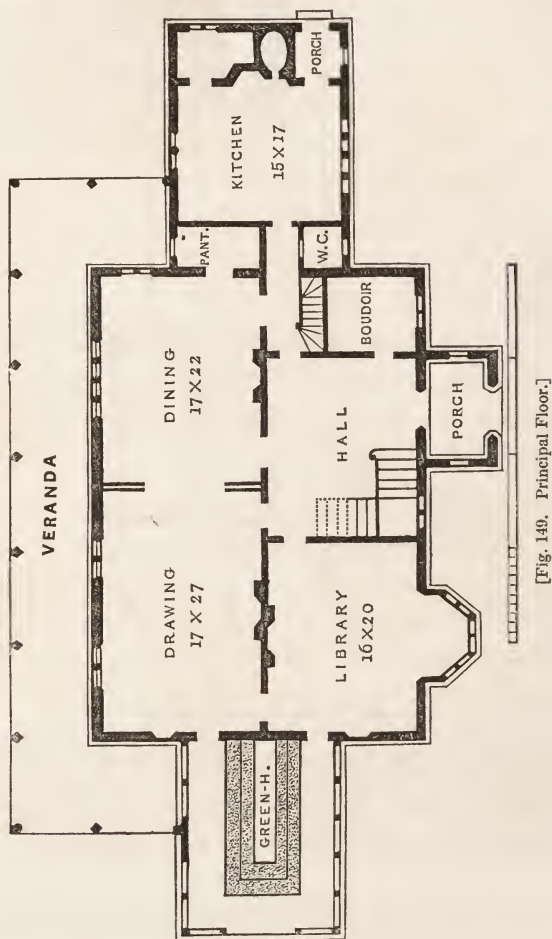 VERANDA
DRAWING
17 X 27
DINING
17 X 22
PANT.
KITCHEN
15 X 17
PORCH
W.C.
BOUDOIR
HALL
LIBRARY
16 X 20
GREEN-H.
PORCH
[Fig. 149. Principal Floor.]